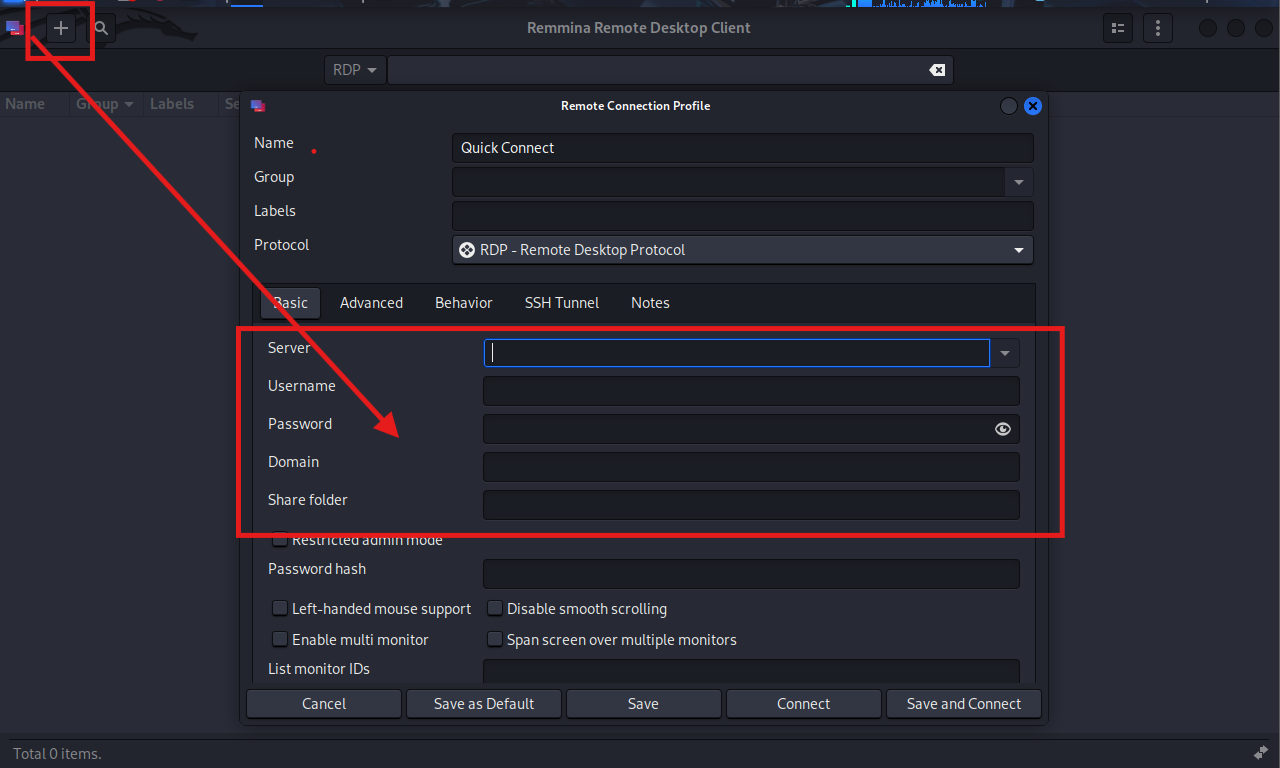 Remmina Remote Desktop Client
RDP
Name Group Labels Se
Remote Connection Profile
Name Quick Connect
Group
Labels
Protocol RDP - Remote Desktop Protocol
Basic Advanced Behavior SSH Tunnel Notes
Server
Username
Password
Domain
Share folder
Restricted admin mode
Password hash
Left-handed mouse support Disable smooth scrolling
Enable multi monitor Span screen over multiple monitors
List monitor IDs
Cancel Save as Default Save Connect Save and Connect
Total 0 items.